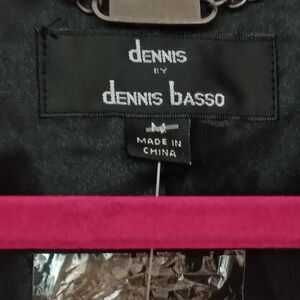 dennis
BY
dennis basso
M
MADE IN
CHINA